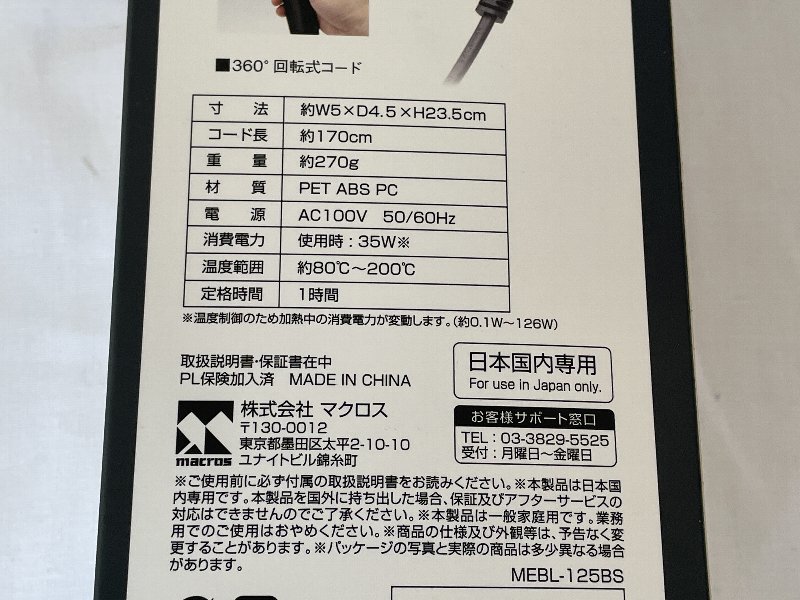 ■360°回転式コード
寸 法 約W5×D4.5×H23.5cm
コード長 約170cm
重 量 約270g
材 質 PET ABS PC
電 源 AC100V 50/60Hz
消費電力 使用時：35W※
温度範囲 約80℃～200℃
定格時間 1時間
※温度制御のため加熱中の消費電力が変動します。（約0.1W～126W）
取扱説明書・保証書在中
PL保険加入済 MADE IN CHINA
日本国内専用
For use in Japan only.
macros
株式会社 マクロス
〒130-0012
東京都墨田区太平2-10-10
ユナイトビル錦糸町
お客様サポート窓口
TEL：03-3829-5525
受付：月曜日～金曜日
※ご使用前に必ず付属の取扱説明書をお読みください。※本製品は日本国
内専用です。本製品を国外に持ち出した場合、保証及びアフターサービスの
対応はできませんのでご了承ください。※本製品は一般家庭用です。業務
用でのご使用はおやめください。※商品の仕様及び外観等は、予告なく変
更することがあります。※パッケージの写真と実際の商品は多少異なる場合
があります。
MEBL-125BS